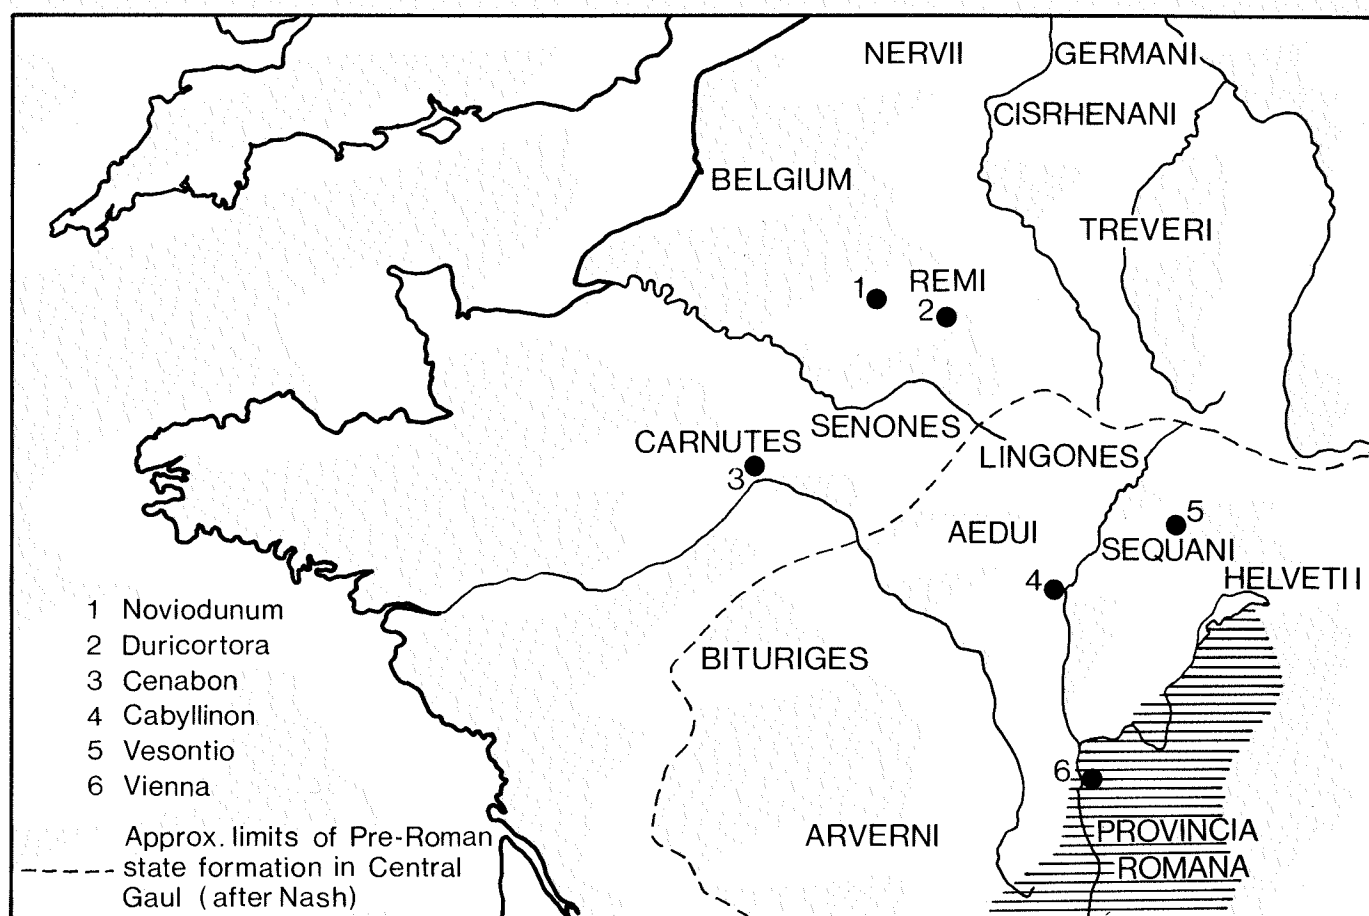 NERVII
GERMANI
CISRHENANI
BELGIUM
TREVERI
REMI
1
2
SENONES
CARNUTES
3
LINGONES
AEDUI
5
SEQUANI
4
HELVETII
BITURIGES
6
ARVERNI
PROVINCIA
ROMANA
1 Noviodunum
2 Duricortora
3 Cenabon
4 Cabyllinon
5 Vesontio
6 Vienna
Approx. limits of Pre-Roman
state formation in Central
Gaul (after Nash)